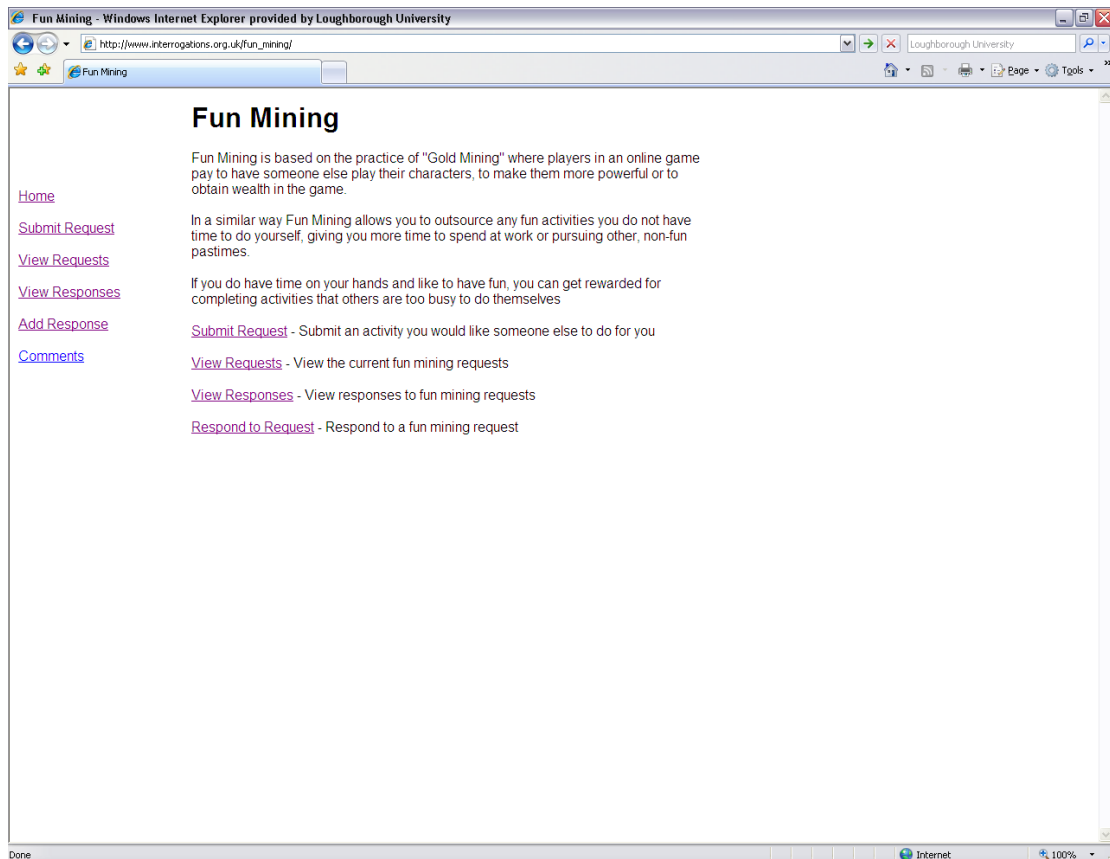 Fun Mining - Windows Internet Explorer provided by Loughborough University
http://www.interrogations.org.uk/fun_mining/
Loughborough University
Fun Mining
Page
Tools
»
Fun Mining
Fun Mining is based on the practice of "Gold Mining" where players in an online game
pay to have someone else play their characters, to make them more powerful or to
obtain wealth in the game.
Home
In a similar way Fun Mining allows you to outsource any fun activities you do not have
Submit Request
time to do yourself, giving you more time to spend at work or pursuing other, non-fun
pastimes.
View Requests
If you do have time on your hands and like to have fun, you can get rewarded for
View Responses
completing activities that others are too busy to do themselves
Add Response
Submit Request - Submit an activity you would like someone else to do for you
Comments
View Requests - View the current fun mining requests
View Responses - View responses to fun mining requests
Respond to Request - Respond to a fun mining request
Done
Internet
100%